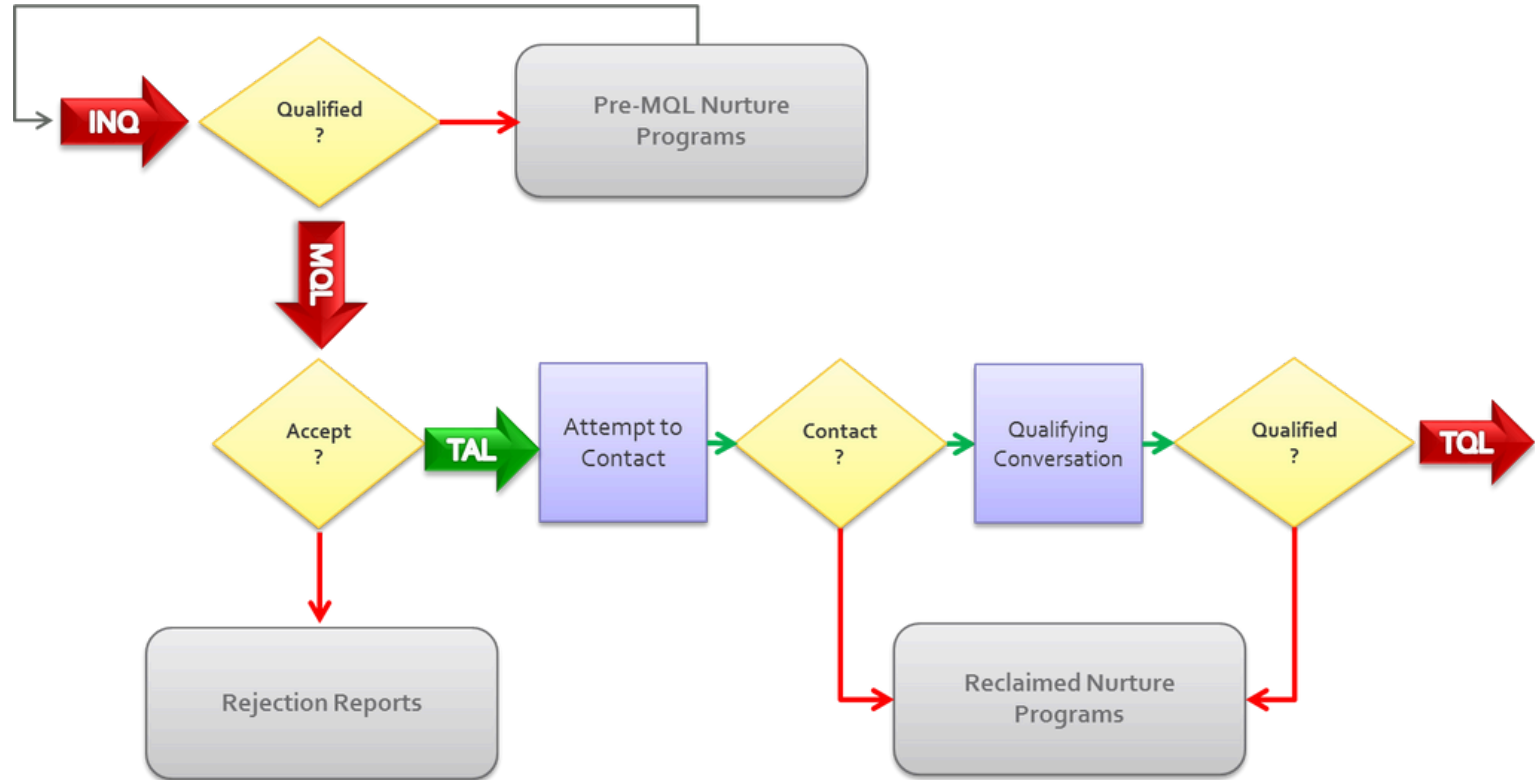 INQ
Qualified
?
Pre-MQL Nurture
Programs
MQL
Accept
?
TAL
Attempt to
Contact
Contact
?
Qualifying
Conversation
Qualified
?
TQL
Rejection Reports
Reclaimed Nurture
Programs